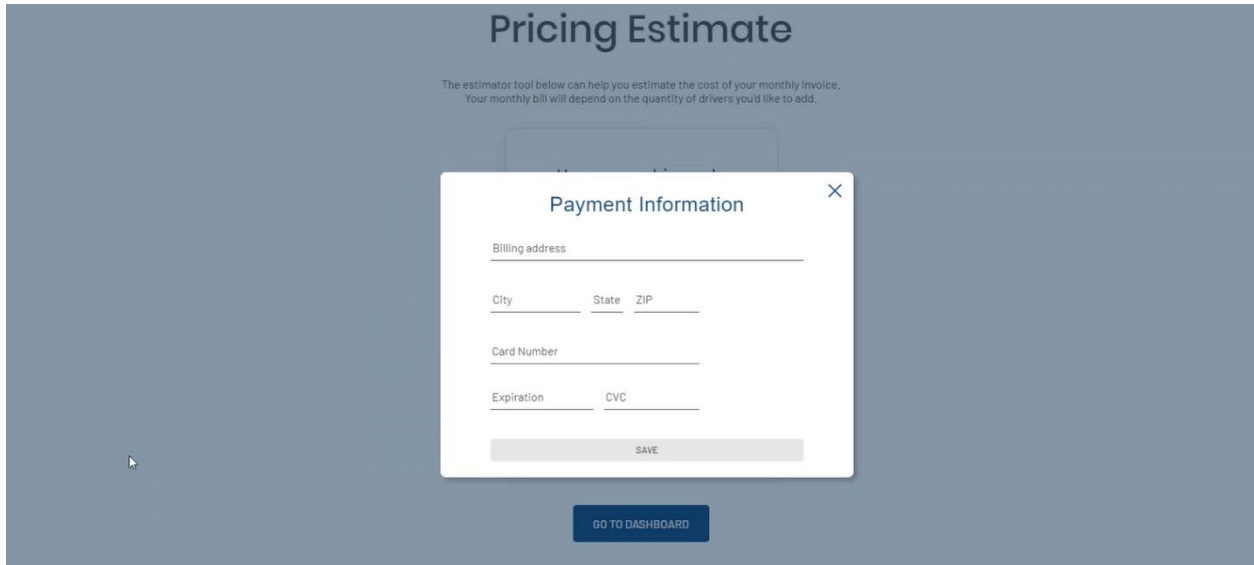 Pricing Estimate
The estimator tool below can help you estimate the cost of your monthly invoice.
Your monthly bill will depend on the quantity of drivers you'd like to add.
Payment Information
Billing address
City State ZIP
Card Number
Expiration CVC
SAVE
GO TO DASHBOARD